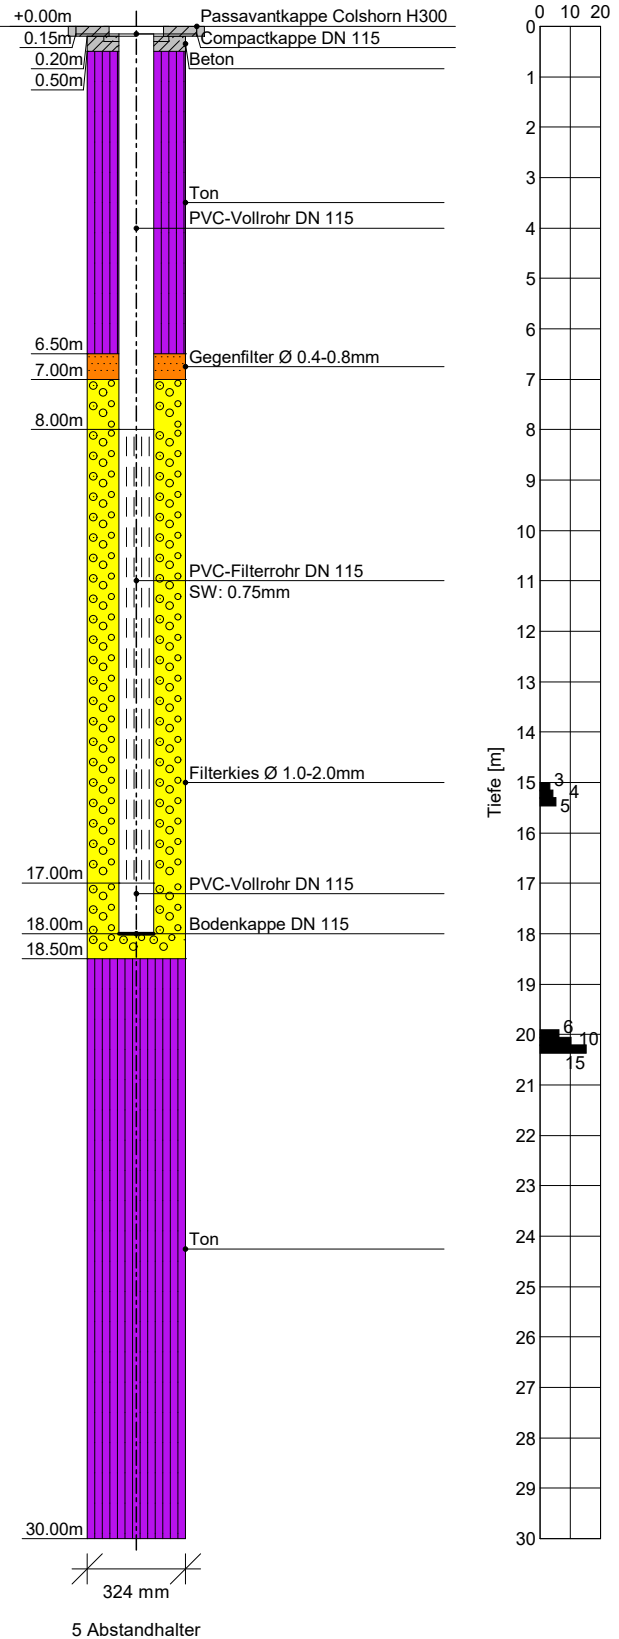 +0.00m
Passavantkappe Colshorn H300
0.15m
Compactkappe DN 115
0.20m
Beton
0.50m
Ton
PVC-Vollrohr DN 115
6.50m
Gegenfilter Ø 0.4-0.8mm
7.00m
8.00m
PVC-Filterrohr DN 115
SW: 0.75mm
Filterkies Ø 1.0-2.0mm
17.00m
PVC-Vollrohr DN 115
18.00m
Bodenkappe DN 115
18.50m
Ton
30.00m
324 mm
5 Abstandhalter
0 10 20
Tiefe [m]
0
1
2
3
4
5
6
7
8
9
10
11
12
13
14
15
16
17
18
19
20
21
22
23
24
25
26
27
28
29
30
3
4
5
6
10
15